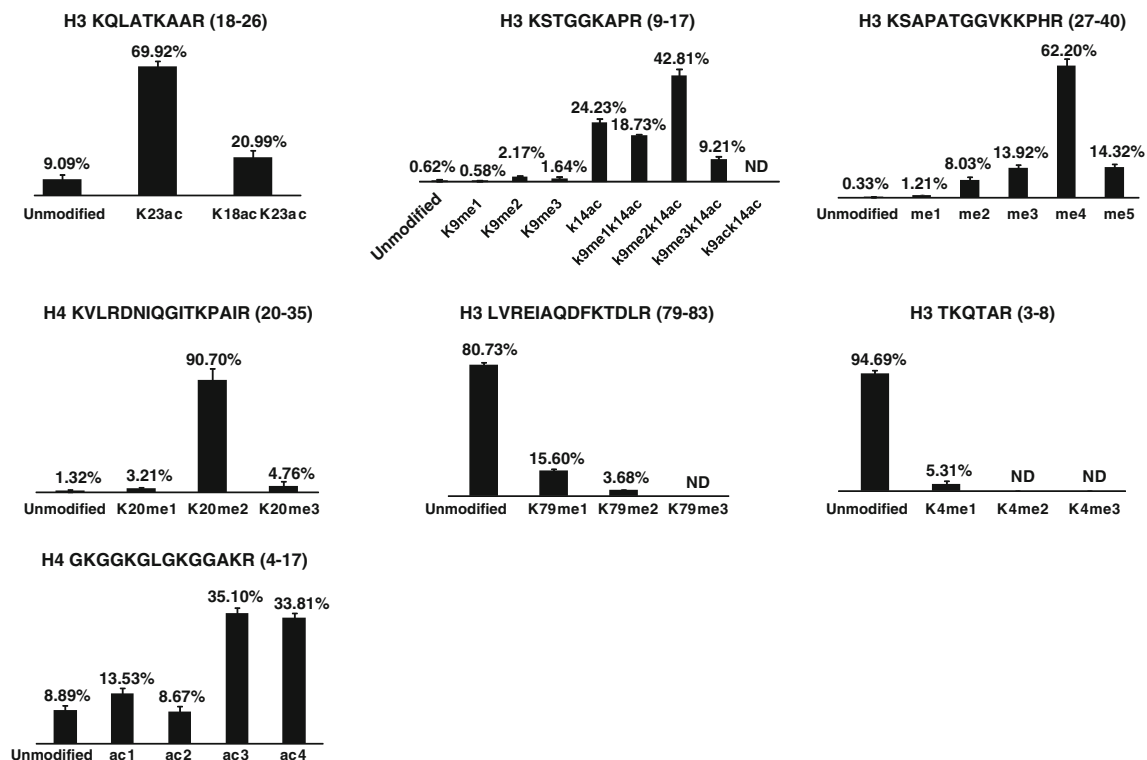 H3 KQLATKAAR (18-26)
69.92%
20.99%
9.09%
Unmodified K23ac K18ac K23ac
H3 KSTGGKAPR (9-17)
42.81%
24.23%
18.73%
9.21%
2.17%
0.62% 0.58% 1.64% ND
Unmodified
K9me1
K9me2
K9me3
k14ac
k9me1k14ac
k9me2k14ac
k9me3k14ac
k9ack14ac
H3 KSAPATGGVKKPHR (27-40)
62.20%
13.92% 14.32%
8.03%
0.33% 1.21%
Unmodified me1 me2 me3 me4 me5
H4 KVLRDNIQGITKPAIR (20-35)
90.70%
1.32% 3.21% 4.76%
Unmodified K20me1 K20me2 K20me3
H3 LVREIAQDFKTDLR (79-83)
80.73%
15.60%
3.68% ND
Unmodified K79me1 K79me2 K79me3
H3 TKQTAR (3-8)
94.69%
5.31% ND ND
Unmodified K4me1 K4me2 K4me3
H4 GKGGKGLGKGGAKR (4-17)
35.10% 33.81%
13.53%
8.89% 8.67%
Unmodified ac1 ac2 ac3 ac4